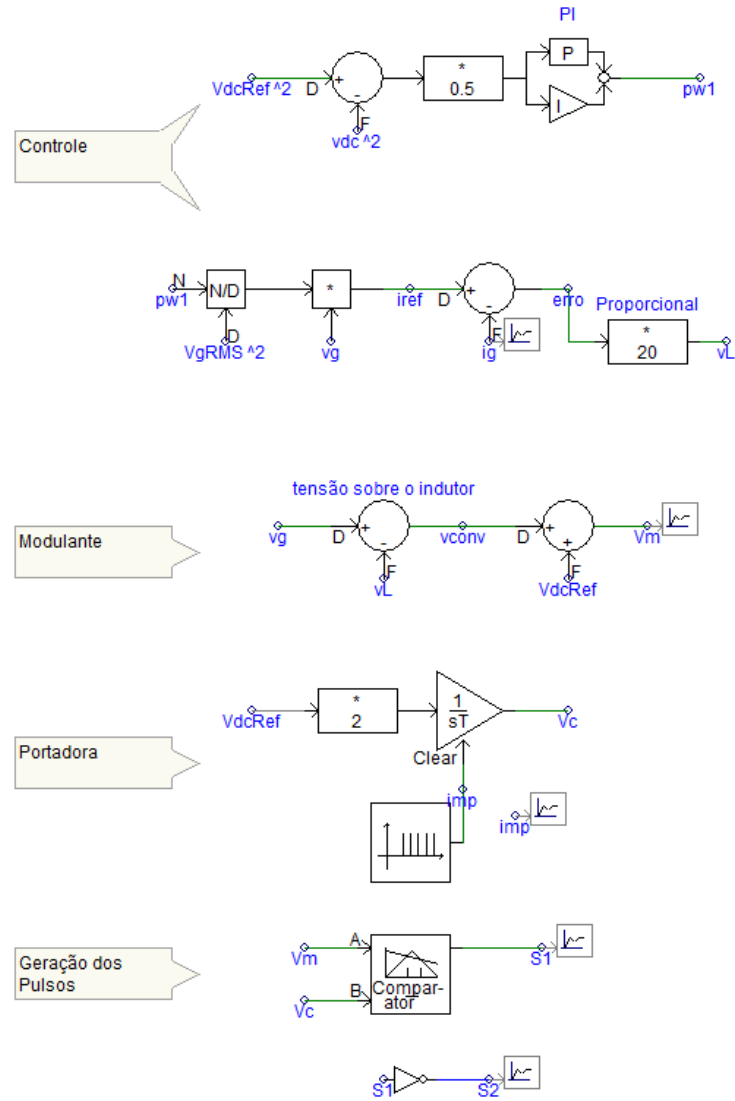 PI
P
*
0.5
I
+
-
D
F
VdcRef ^2
vdc ^2
pw1
Controle
N
N/D
D
pw1
VgRMS ^2
*
vg
iref
D
+
-
F
ig
erro
Proporcional
*
20
vL
tensão sobre o indutor
Modulante
vg
D
+
-
F
vL
vconv
D
+
+
F
VdcRef
Vm
Portadora
VdcRef
*
2
1
sT
Clear
Vc
imp
imp
Geração dos
Pulsos
Vm
A
Vc
B
Compar-
ator
S1
S1
S2